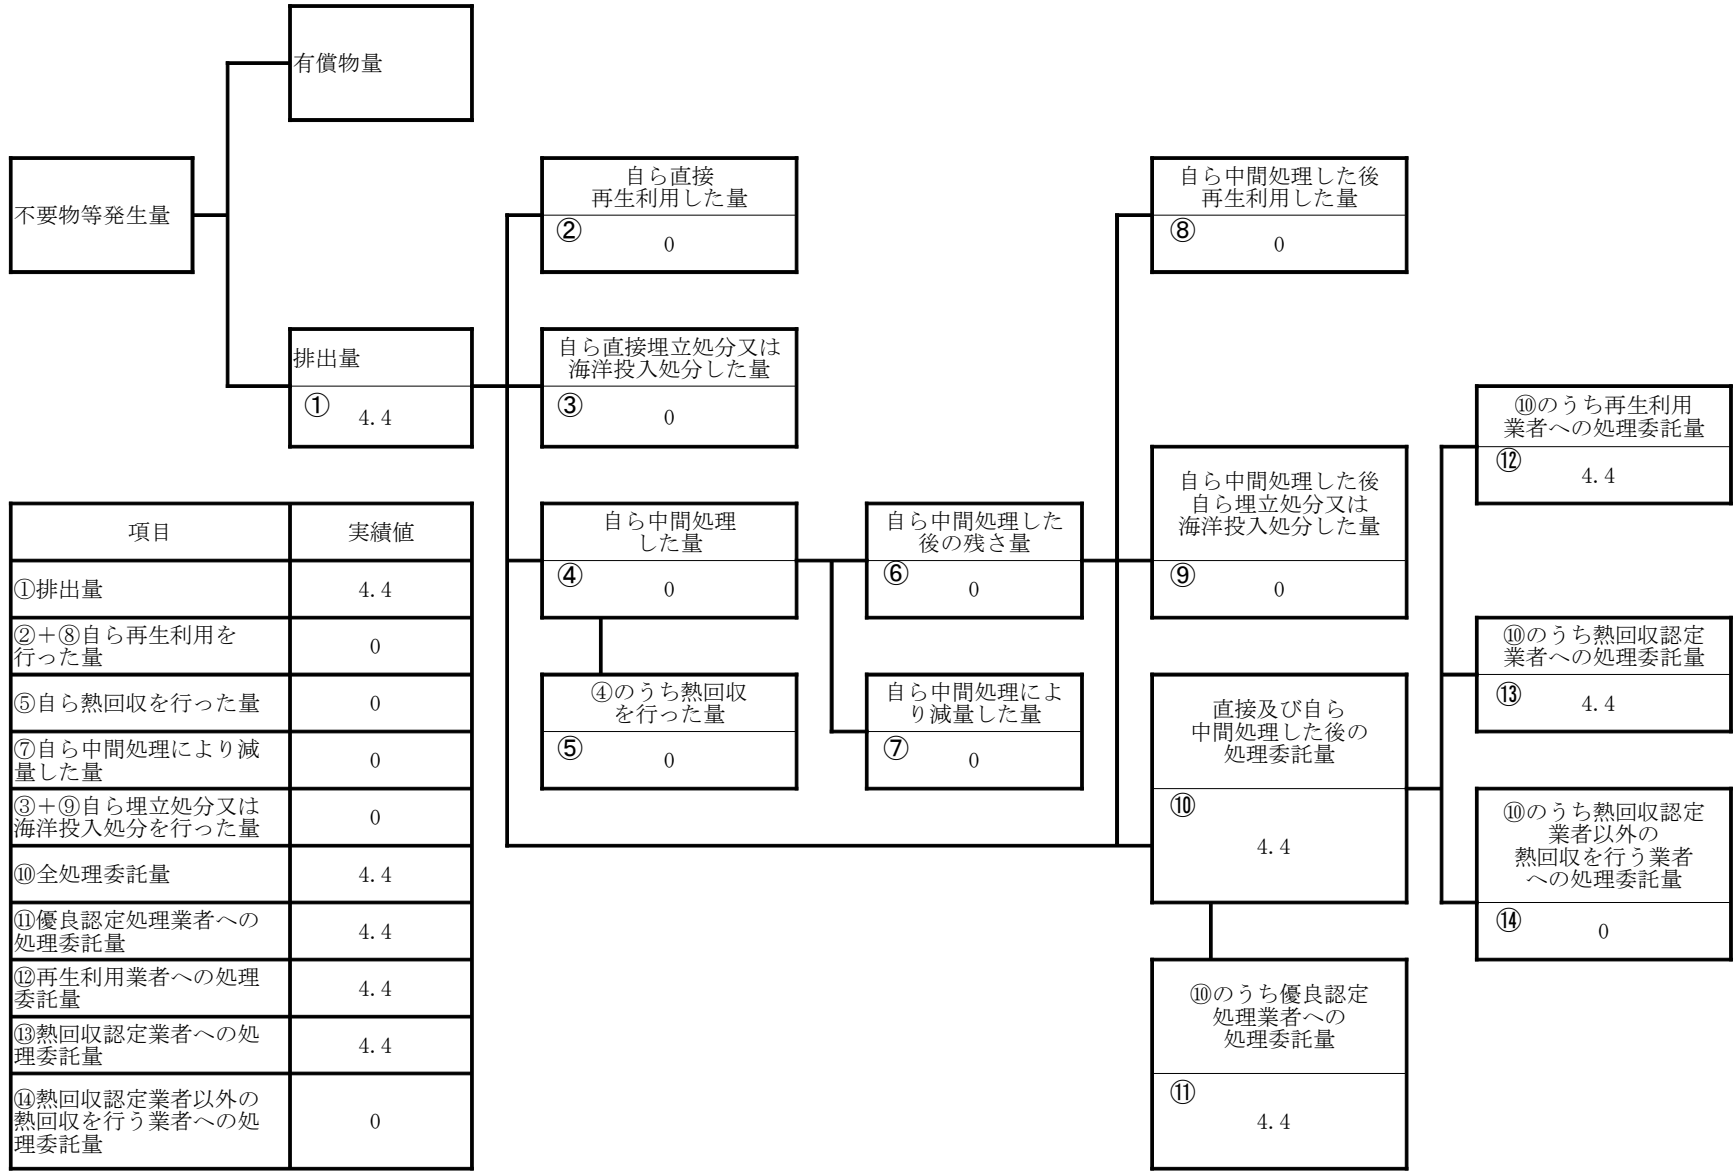 有償物量
不要物等発生量
自ら直接
再生利用した量
②
0
自ら中間処理した後
再生利用した量
⑧
0
排出量
①
4.4
自ら直接埋立処分又は
海洋投入処分した量
③
0
⑩のうち再生利用
業者への処理委託量
⑫
4.4
自ら中間処理
した量
④
0
自ら中間処理した
後の残さ量
⑥
0
自ら中間処理した後
自ら埋立処分又は
海洋投入処分した量
⑨
0
⑩のうち熱回収認定
業者への処理委託量
⑬
4.4
④のうち熱回収
を行った量
⑤
0
自ら中間処理によ
り減量した量
⑦
0
直接及び自ら
中間処理した後の
処理委託量
⑩
4.4
⑩のうち熱回収認定
業者以外の
熱回収を行う業者
への処理委託量
⑭
0
⑩のうち優良認定
処理業者への
処理委託量
⑪
4.4
項目 実績値
①排出量 4.4
②＋⑧自ら再生利用を
行った量 0
⑤自ら熱回収を行った量 0
⑦自ら中間処理により減
量した量 0
③＋⑨自ら埋立処分又は
海洋投入処分を行った量 0
⑩全処理委託量 4.4
⑪優良認定処理業者への
処理委託量 4.4
⑫再生利用業者への処理
委託量 4.4
⑬熱回収認定業者への処
理委託量 4.4
⑭熱回収認定業者以外の
熱回収を行う業者への処
理委託量 0